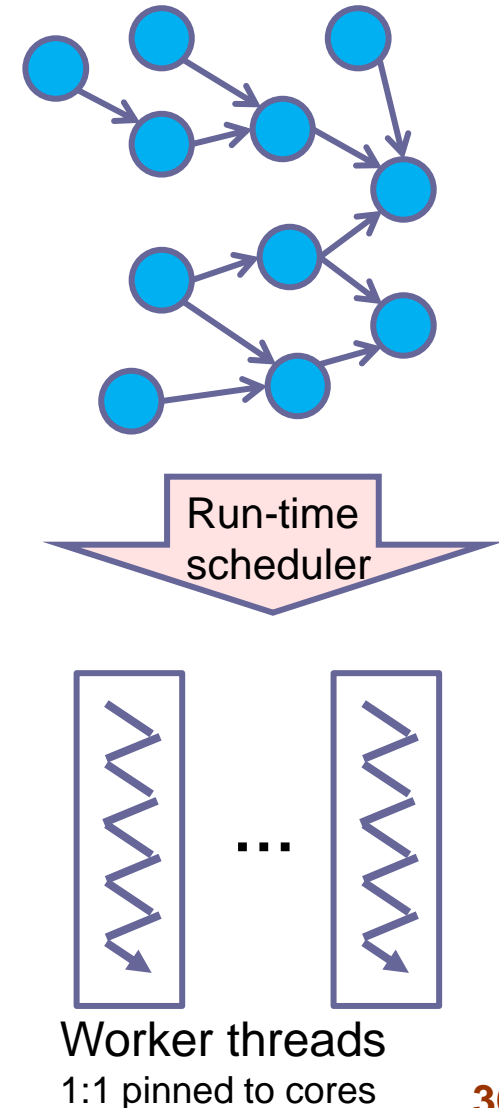 Run-time
scheduler
...
Worker threads
1:1 pinned to cores